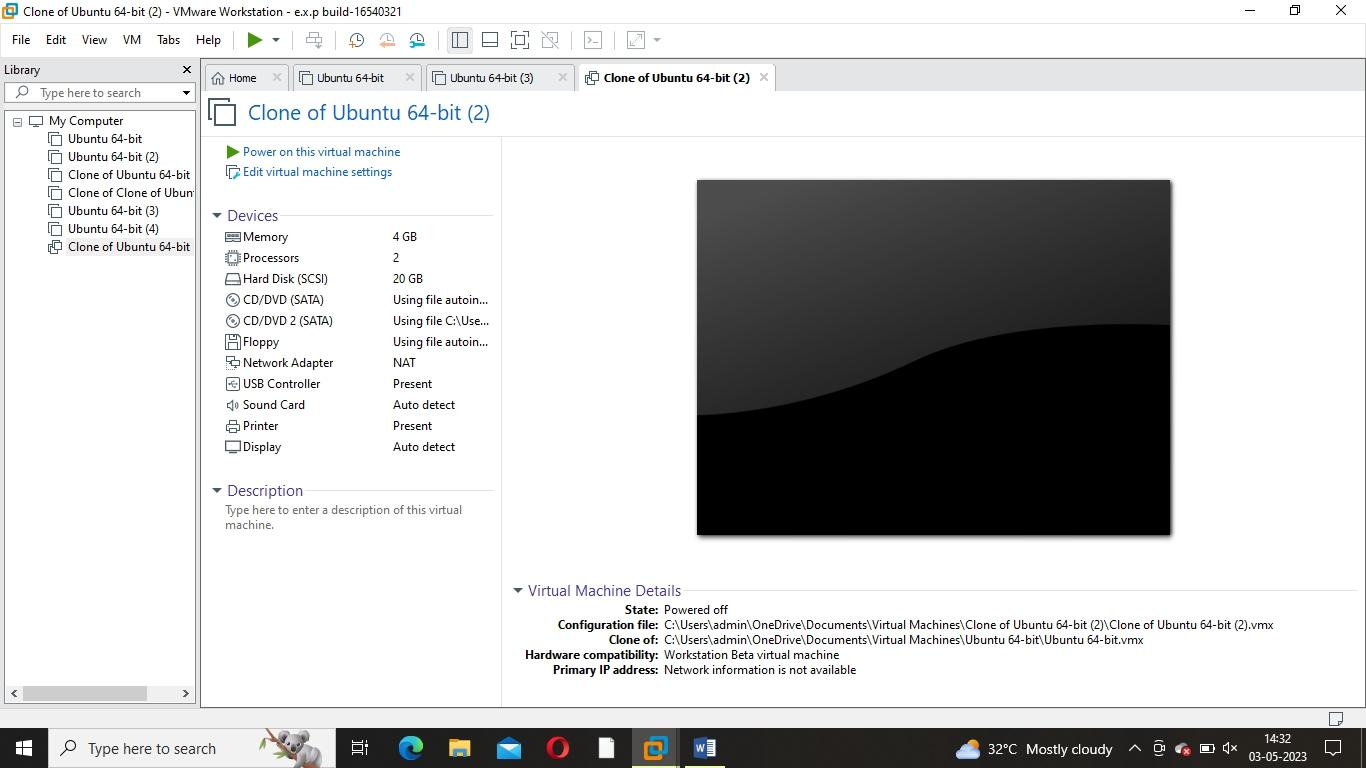 Clone of Ubuntu 64-bit (2) - VMware Workstation - e.x.p build-16540321
File Edit View VM Tabs Help
Library
Type here to search
My Computer
Ubuntu 64-bit
Ubuntu 64-bit (2)
Clone of Ubuntu 64-bit
Clone of Clone of Ubun
Ubuntu 64-bit (3)
Ubuntu 64-bit (4)
Clone of Ubuntu 64-bit
Home Ubuntu 64-bit Ubuntu 64-bit (3) Clone of Ubuntu 64-bit (2)
Clone of Ubuntu 64-bit (2)
Power on this virtual machine
Edit virtual machine settings
Devices
Memory 4 GB
Processors 2
Hard Disk (SCSI) 20 GB
CD/DVD (SATA) Using file autoin...
CD/DVD 2 (SATA) Using file C:\Use...
Floppy Using file autoin...
Network Adapter NAT
USB Controller Present
Sound Card Auto detect
Printer Present
Display Auto detect
Description
Type here to enter a description of this virtual
machine.
Virtual Machine Details
State: Powered off
Configuration file: C:\Users\admin\OneDrive\Documents\Virtual Machines\Clone of Ubuntu 64-bit (2)\Clone of Ubuntu 64-bit (2).vmx
Clone of: C:\Users\admin\OneDrive\Documents\Virtual Machines\Ubuntu 64-bit\Ubuntu 64-bit.vmx
Hardware compatibility: Workstation Beta virtual machine
Primary IP address: Network information is not available
Type here to search
32°C Mostly cloudy
14:32
03-05-2023